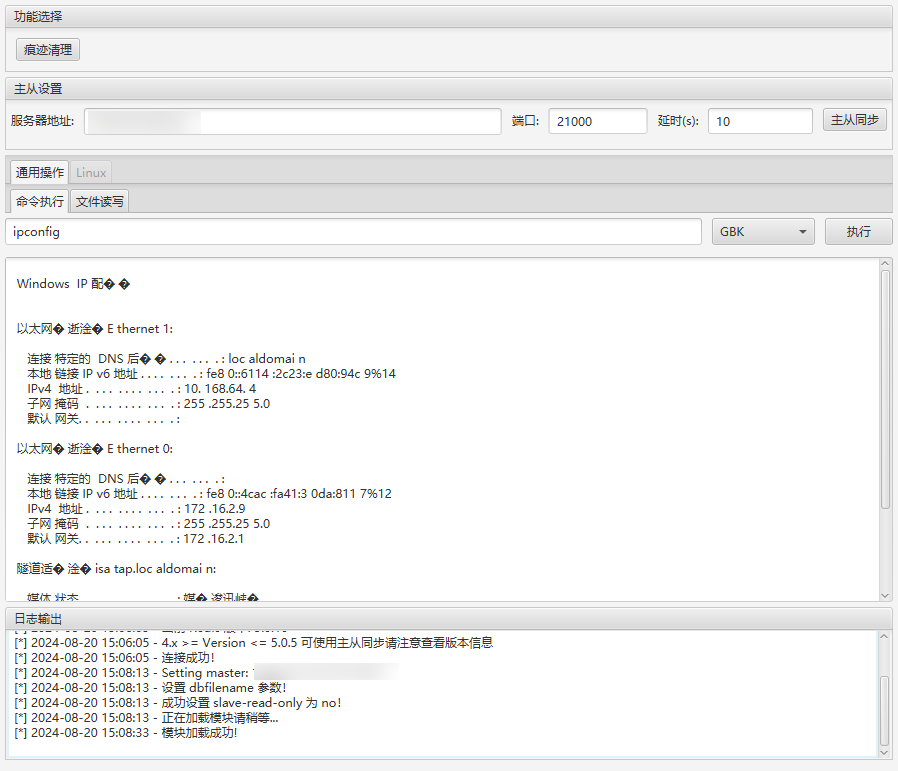 功能选择
痕迹清理
主从设置
服务器地址: 端口: 21000 延时(s): 10 主从同步
通用操作 Linux
命令执行 文件读写
ipconfig GBK 执行
Windows IP 配� �
以太网� 逝淦� E thernet 1:
连接 特定的 DNS 后� � . . . . . . . : loc aldomai n
本地 链接 IP v6 地址 . . . . . . . . : fe8 0::6114 :2c23:e d80:94c 9%14
IPv4 地址 . . . . . . . . . . . . : 10. 168.64. 4
子网 掩码 . . . . . . . . . . . . : 255 .255.25 5.0
默认 网关. . . . . . . . . . . . . :
以太网� 逝淦� E thernet 0:
连接 特定的 DNS 后� � . . . . . . . :
本地 链接 IP v6 地址 . . . . . . . . : fe8 0::4cac :fa41:3 0da:811 7%12
IPv4 地址 . . . . . . . . . . . . : 172 .16.2.9
子网 掩码 . . . . . . . . . . . . : 255 .255.25 5.0
默认 网关. . . . . . . . . . . . . : 172 .16.2.1
隧道适� 淦� isa tap.loc aldomai n:
媒体 状态 . . . . . . . . . . . . : 媒�
日志输出
[*] 2024-08-20 15:06:05 - 4.x >= Version <= 5.0.5 可使用主从同步请注意查看版本信息
[*] 2024-08-20 15:06:05 - 连接成功!
[*] 2024-08-20 15:08:13 - Setting master:
[*] 2024-08-20 15:08:13 - 设置 dbfilename 参数!
[*] 2024-08-20 15:08:13 - 成功设置 slave-read-only 为 no!
[*] 2024-08-20 15:08:13 - 正在加载模块请稍等...
[*] 2024-08-20 15:08:33 - 模块加载成功!